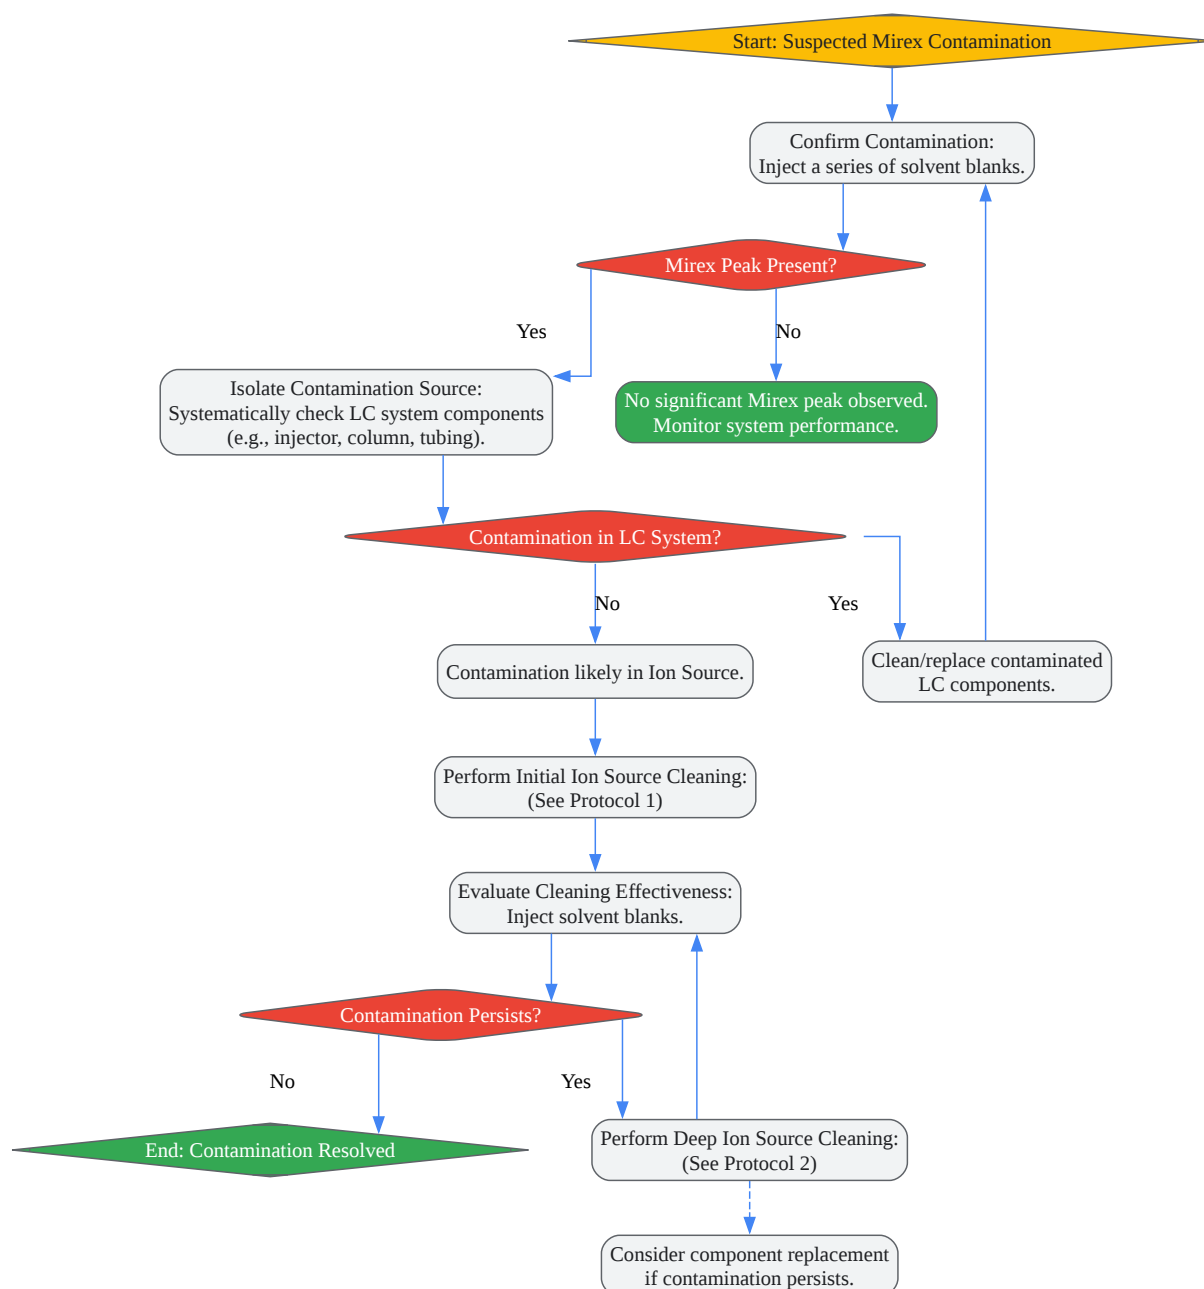 Start: Suspected Mirex Contamination
Confirm Contamination:
Inject a series of solvent blanks.
Mirex Peak Present?
Yes
No
Isolate Contamination Source:
Systematically check LC system components
(e.g., injector, column, tubing).
No significant Mirex peak observed.
Monitor system performance.
Contamination in LC System?
No
Yes
Contamination likely in Ion Source.
Clean/replace contaminated
LC components.
Perform Initial Ion Source Cleaning:
(See Protocol 1)
Evaluate Cleaning Effectiveness:
Inject solvent blanks.
Contamination Persists?
No
Yes
End: Contamination Resolved
Perform Deep Ion Source Cleaning:
(See Protocol 2)
Consider component replacement
if contamination persists.